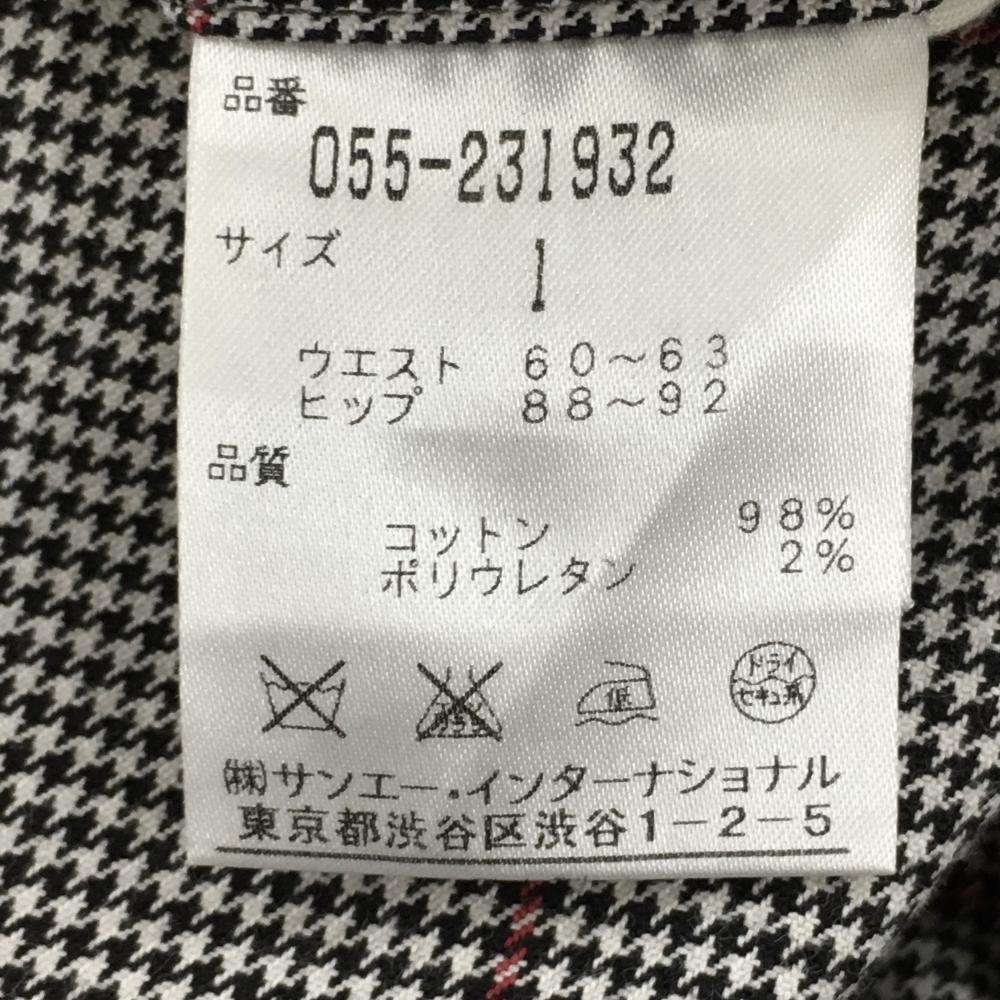 品番
055-231932
サイズ
1
ウエスト 60～63
ヒップ 88～92
品質
コットン 98%
ポリウレタン 2%
低
ドライ
セキユ系
㈱サンエー・インターナショナル
東京都渋谷区渋谷1－2－5